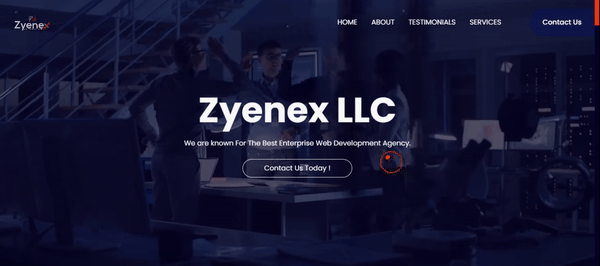 Zyenex
HOME ABOUT TESTIMONIALS SERVICES Contact Us
Zyenex LLC
We are known For The Best Enterprise Web Development Agency.
Contact Us Today !